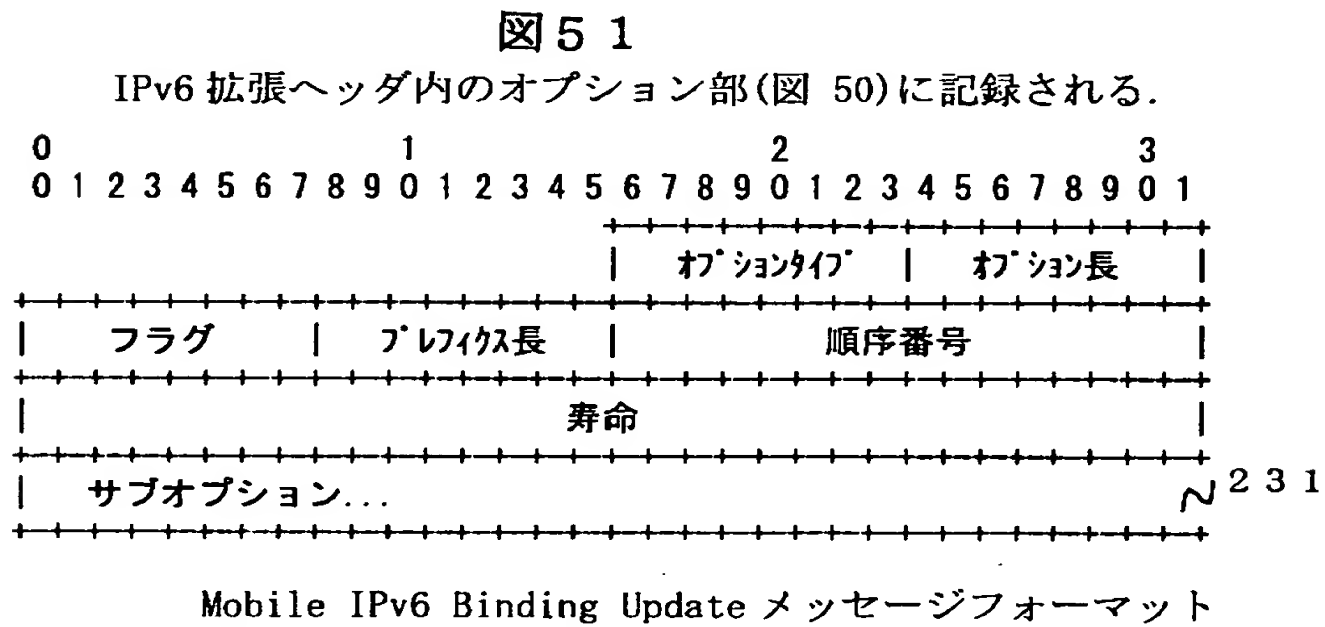 図51
IPv6 拡張ヘッダ内のオプション部(図 50)に記録される.
0 1 2 3
0 1 2 3 4 5 6 7 8 9 0 1 2 3 4 5 6 7 8 9 0 1 2 3 4 5 6 7 8 9 0 1
+-+-+-+-+-+-+-+-+-+-+-+-+-+-+-+-+
| オプションタイプ | オプション長 |
+-+-+-+-+-+-+-+-+-+-+-+-+-+-+-+-+-+-+-+-+-+-+-+-+-+-+-+-+-+-+-+-+
| フラグ | プレフィクス長 | 順序番号 |
+-+-+-+-+-+-+-+-+-+-+-+-+-+-+-+-+-+-+-+-+-+-+-+-+-+-+-+-+-+-+-+-+
| 寿命 |
+-+-+-+-+-+-+-+-+-+-+-+-+-+-+-+-+-+-+-+-+-+-+-+-+-+-+-+-+-+-+-+-+
| サブオプション... 231
+-+-+-+-+-+-+-+-+-+-+-+-+-+-+-+-+-+-+-+-+-+-+-+-+-+-+-+-+-+-+-+-+
Mobile IPv6 Binding Update メッセージフォーマット